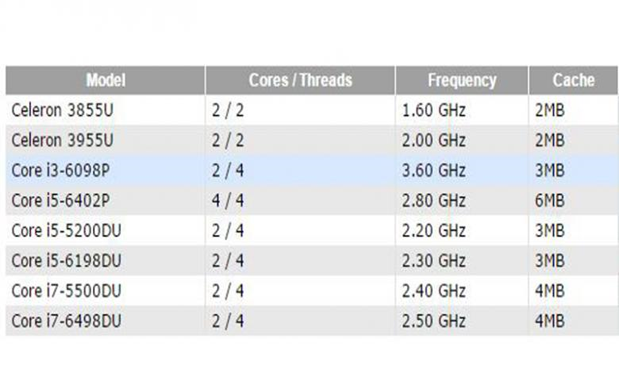 Model Cores / Threads Frequency Cache
Celeron 3855U 2 / 2 1.60 GHz 2MB
Celeron 3955U 2 / 2 2.00 GHz 2MB
Core i3-6098P 2 / 4 3.60 GHz 3MB
Core i5-6402P 4 / 4 2.80 GHz 6MB
Core i5-5200DU 2 / 4 2.20 GHz 3MB
Core i5-6198DU 2 / 4 2.30 GHz 3MB
Core i7-5500DU 2 / 4 2.40 GHz 4MB
Core i7-6498DU 2 / 4 2.50 GHz 4MB